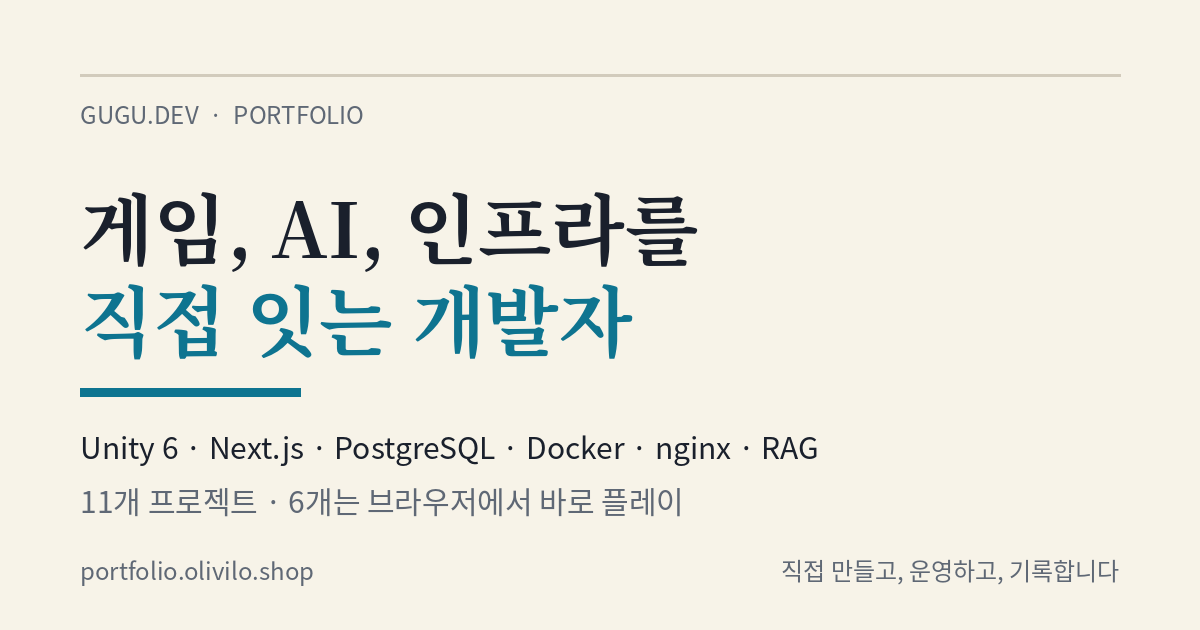 GUGU.DEV · PORTFOLIO
게임, AI, 인프라를
직접 잇는 개발자
Unity 6 · Next.js · PostgreSQL · Docker · nginx · RAG
11개 프로젝트 · 6개는 브라우저에서 바로 플레이
portfolio.olivilo.shop
직접 만들고, 운영하고, 기록합니다